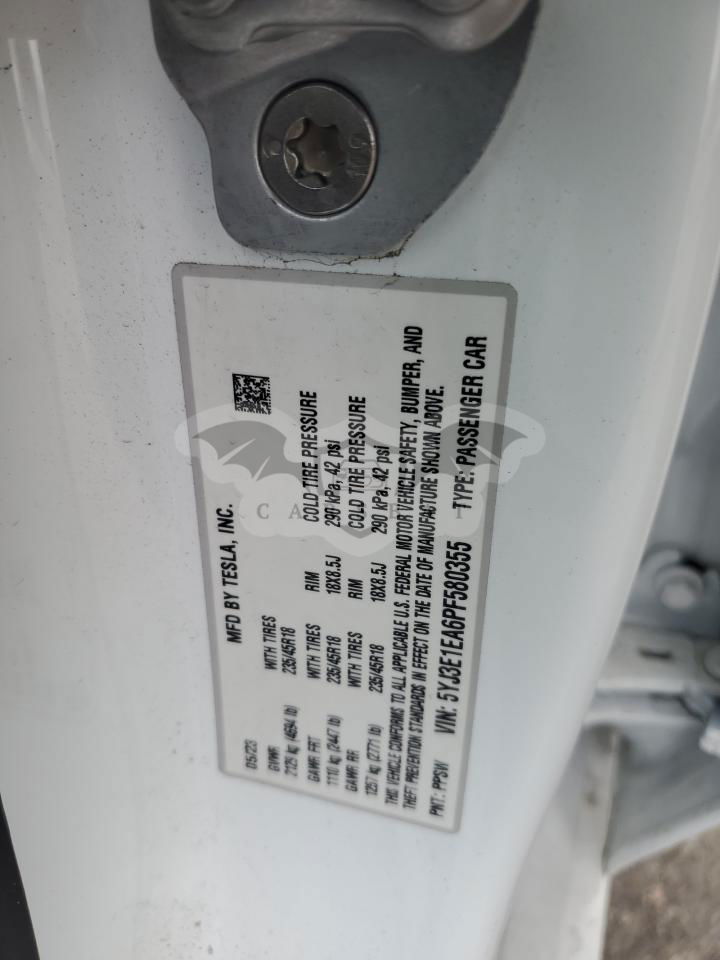 MFD BY TESLA, INC.
05/23
GVWR WITH TIRES RIM COLD TIRE PRESSURE
2125 kg (4694 lb) 235/45R18 18X8.5J 290 kPa, 42 psi
GAWR FRT WITH TIRES RIM COLD TIRE PRESSURE
1110 kg (2447 lb) 235/45R18 18X8.5J 290 kPa, 42 psi
GAWR RR
1257 kg (2771 lb) 235/45R18
THIS VEHICLE CONFORMS TO ALL APPLICABLE U.S. FEDERAL MOTOR VEHICLE SAFETY, BUMPER, AND
THEFT PREVENTION STANDARDS IN EFFECT ON THE DATE OF MANUFACTURE SHOWN ABOVE.
PNT: PPSW VIN: 5YJ3E1EA6PF580355 TYPE: PASSENGER CAR